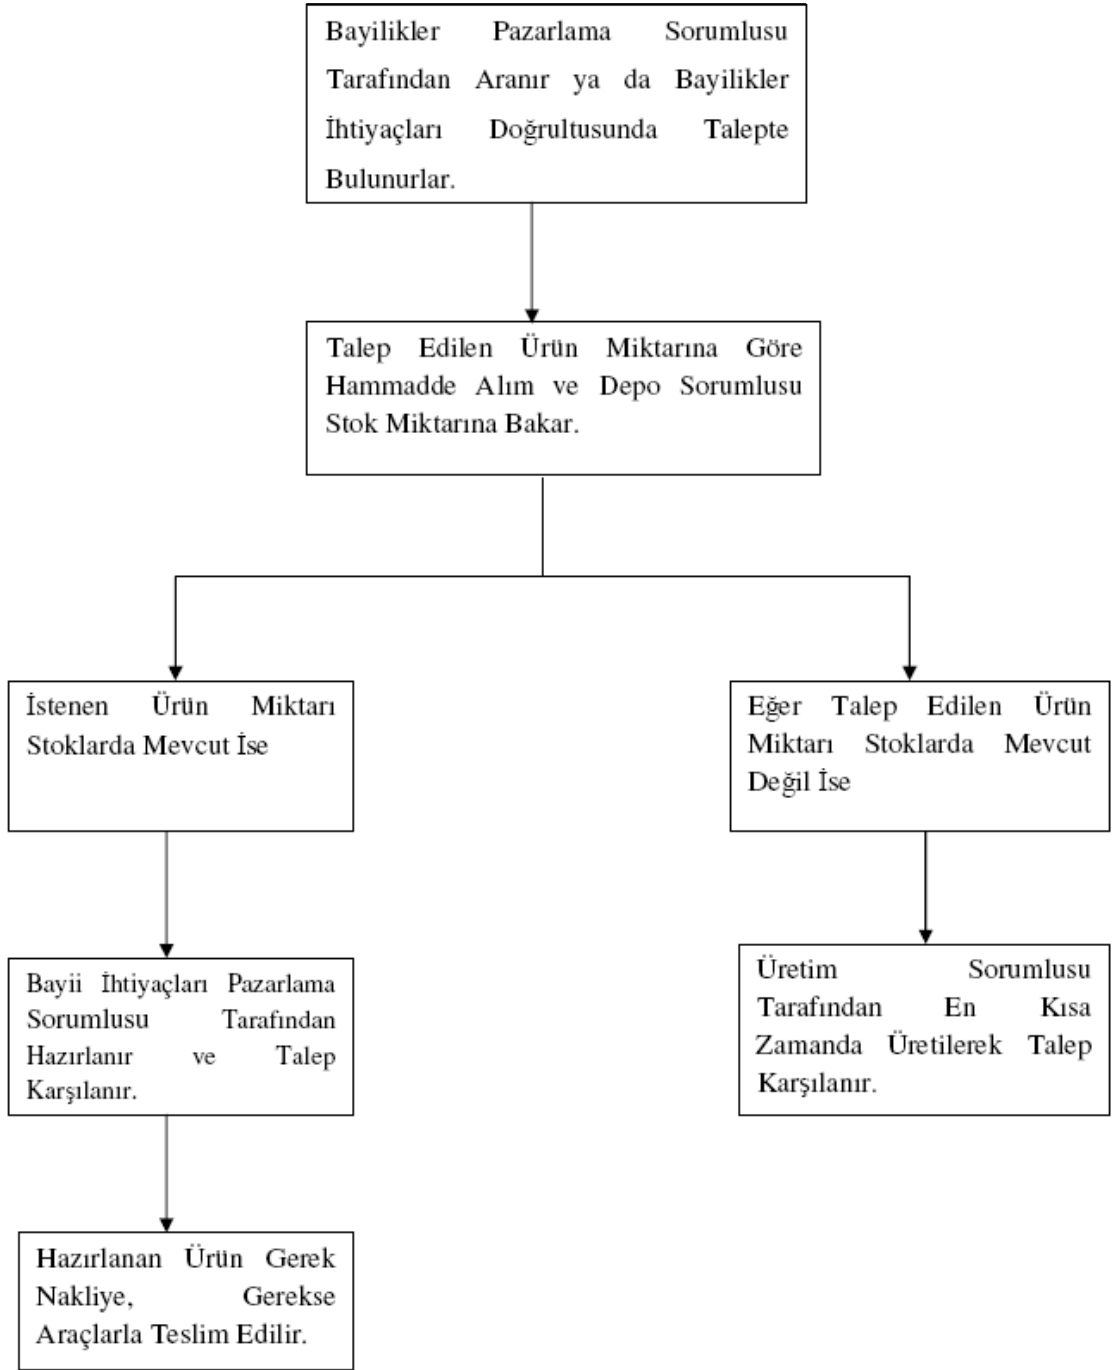 Bayilikler Pazarlama Sorumlusu
Tarafından Aranır ya da Bayilikler
İhtiyaçları Doğrultusunda Talepte
Bulunurlar.
Talep Edilen Ürün Miktarına Göre
Hammadde Alım ve Depo Sorumlusu
Stok Miktarına Bakar.
İstenen Ürün Miktarı
Stoklarda Mevcut İse
Eğer Talep Edilen Ürün
Miktarı Stoklarda Mevcut
Değil İse
Bayii İhtiyaçları Pazarlama
Sorumlusu Tarafından
Hazırlanır ve Talep
Karşılanır.
Üretim Sorumlusu
Tarafından En Kısa
Zamanda Üretilerek Talep
Karşılanır.
Hazırlanan Ürün Gerek
Nakliye, Gerekse
Araçlarla Teslim Edilir.